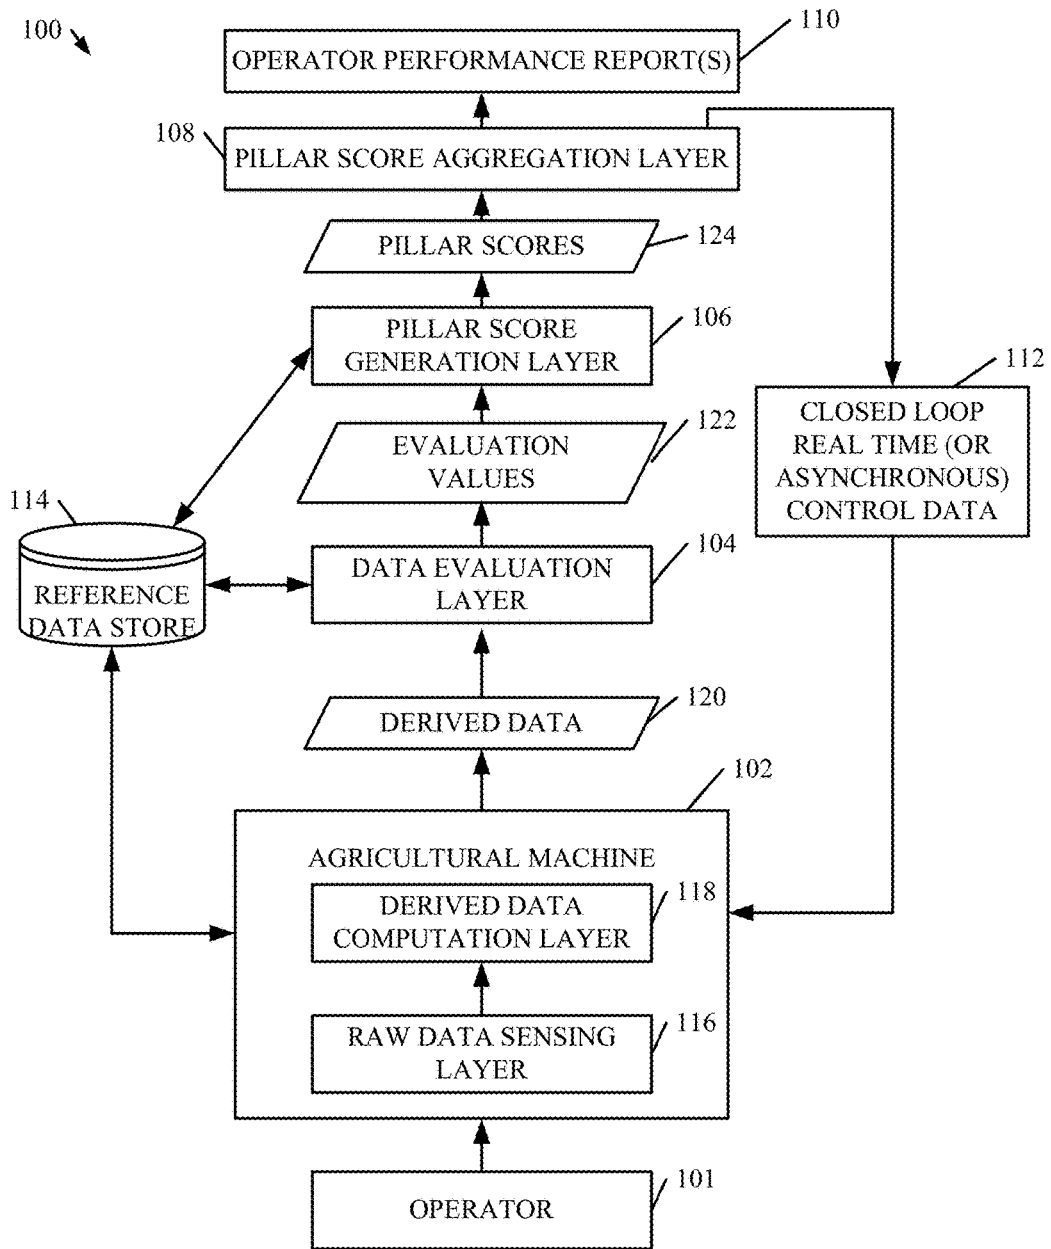 100
110
OPERATOR PERFORMANCE REPORT(S)
108
PILLAR SCORE AGGREGATION LAYER
PILLAR SCORES
124
PILLAR SCORE
GENERATION LAYER
106
112
CLOSED LOOP
REAL TIME (OR
ASYNCHRONOUS)
CONTROL DATA
EVALUATION
VALUES
122
114
REFERENCE
DATA STORE
DATA EVALUATION
LAYER
104
DERIVED DATA
120
102
AGRICULTURAL MACHINE
DERIVED DATA
COMPUTATION LAYER
118
RAW DATA SENSING
LAYER
116
OPERATOR
101